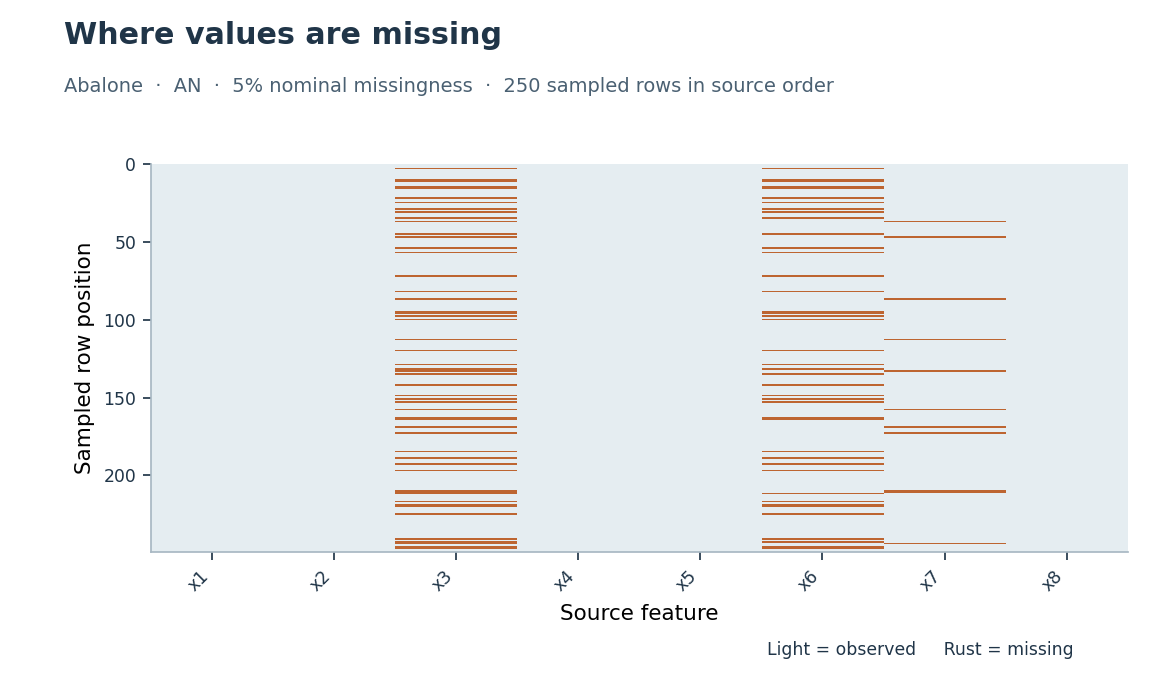 Where values are missing
Abalone · AN · 5% nominal missingness · 250 sampled rows in source order
0
50
100
150
200
Sampled row position
x1 x2 x3 x4 x5 x6 x7 x8
Source feature
Light = observed Rust = missing